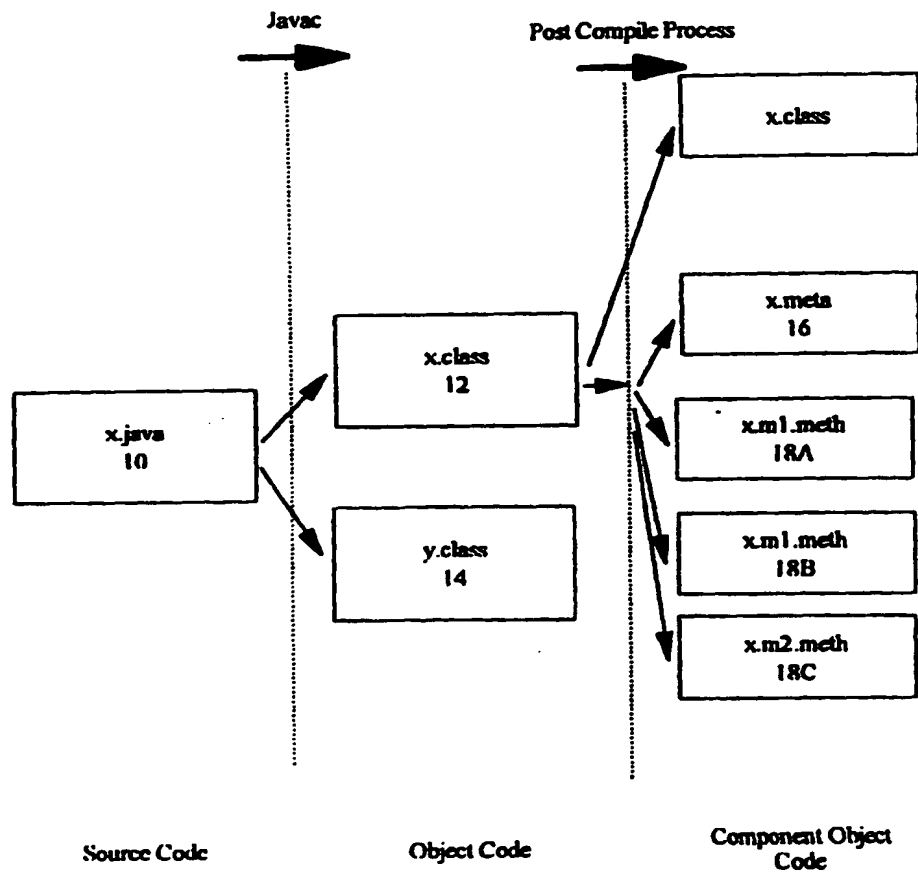 Javac
Post Compile Process
x.class
x.meta
16
x.class
12
x.java
10
x.m1.meth
18A
y.class
14
x.m1.meth
18B
x.m2.meth
18C
Source Code
Object Code
Component Object
Code